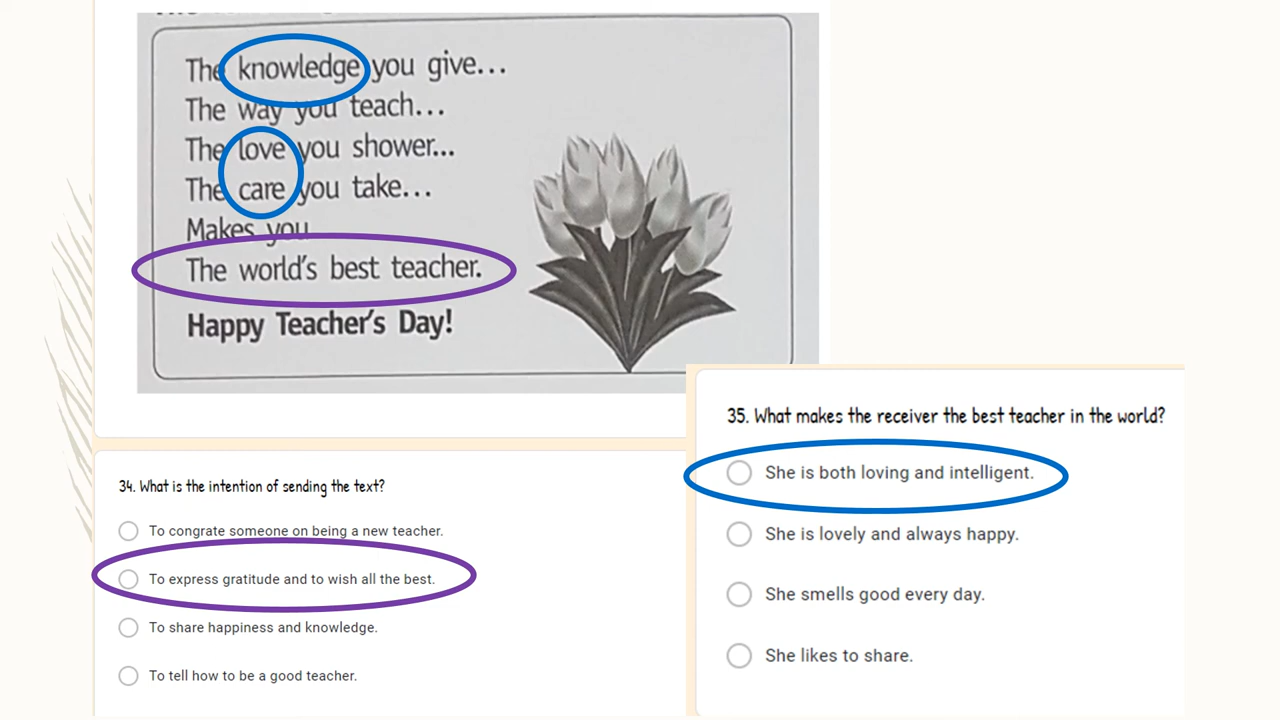 The knowledge you give...
The way you teach...
The love you shower...
The care you take...
Makes you
The world's best teacher.
Happy Teacher's Day!
34. What is the intention of sending the text?
To congrate someone on being a new teacher.
To express gratitude and to wish all the best.
To share happiness and knowledge.
To tell how to be a good teacher.
35. What makes the receiver the best teacher in the world?
She is both loving and intelligent.
She is lovely and always happy.
She smells good every day.
She likes to share.